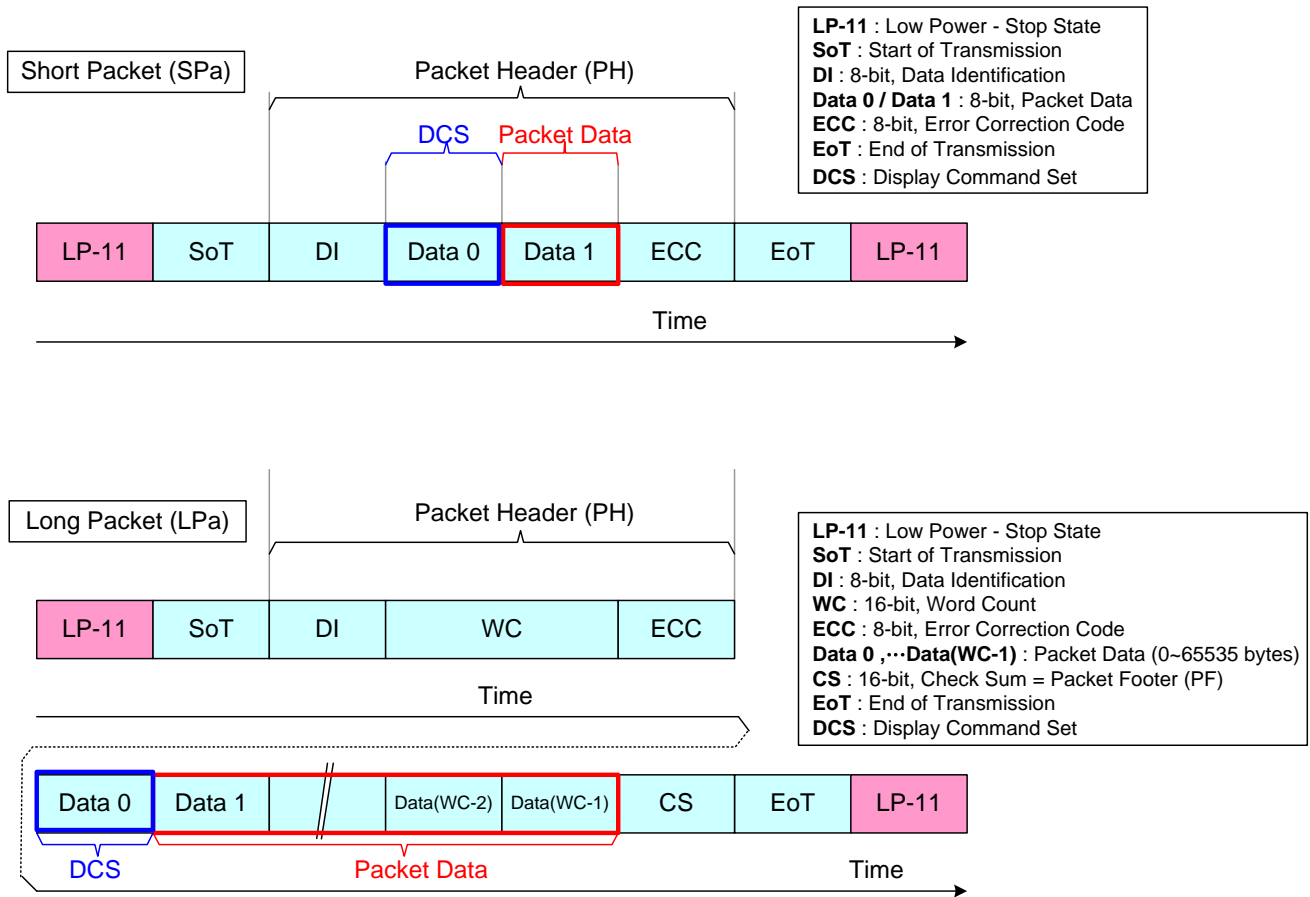 Short Packet (SPa)
Packet Header (PH)
DCS
Packet Data
LP-11 SoT DI Data 0 Data 1 ECC EoT LP-11
Time
LP-11 : Low Power - Stop State
SoT : Start of Transmission
DI : 8-bit, Data Identification
Data 0 / Data 1 : 8-bit, Packet Data
ECC : 8-bit, Error Correction Code
EoT : End of Transmission
DCS : Display Command Set
Long Packet (LPa)
Packet Header (PH)
LP-11 SoT DI WC ECC
Time
LP-11 : Low Power - Stop State
SoT : Start of Transmission
DI : 8-bit, Data Identification
WC : 16-bit, Word Count
ECC : 8-bit, Error Correction Code
Data 0 ,⋯Data(WC-1) : Packet Data (0~65535 bytes)
CS : 16-bit, Check Sum = Packet Footer (PF)
EoT : End of Transmission
DCS : Display Command Set
Data 0 Data 1 Data(WC-2) Data(WC-1) CS EoT LP-11
DCS
Packet Data
Time